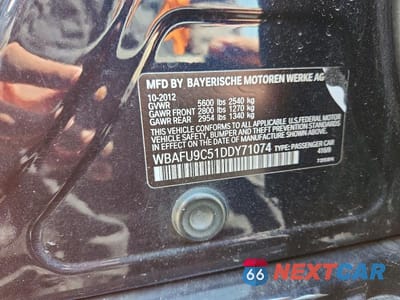 MFD BY BAYERISCHE MOTOREN WERKE AG
10-2012
GVWR 5600 lbs 2540 kg
GAWR FRONT 2800 lbs 1270 kg
GAWR REAR 2954 lbs 1340 kg
THIS VEHICLE CONFORMS TO ALL APPLICABLE U.S. FEDERAL MOTOR
VEHICLE SAFETY, BUMPER AND THEFT PREVENTION STANDARDS
IN EFFECT ON THE DATE OF MANUFACTURE SHOWN ABOVE.
WBAFU9C51DDY71074 TYPE: PASSENGER CAR
416/9
66 NEXTCAR